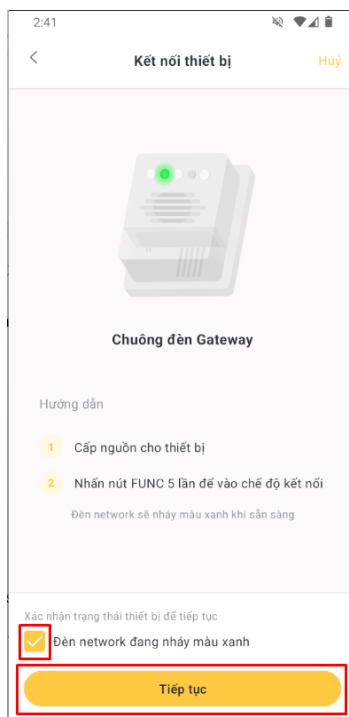 2:41
Kết nối thiết bị
Huỷ
Chuông đèn Gateway
Hướng dẫn
1 Cấp nguồn cho thiết bị
2 Nhấn nút FUNC 5 lần để vào chế độ kết nối
Đèn network sẽ nháy màu xanh khi sẵn sàng
Xác nhận trạng thái thiết bị để tiếp tục
Đèn network đang nháy màu xanh
Tiếp tục